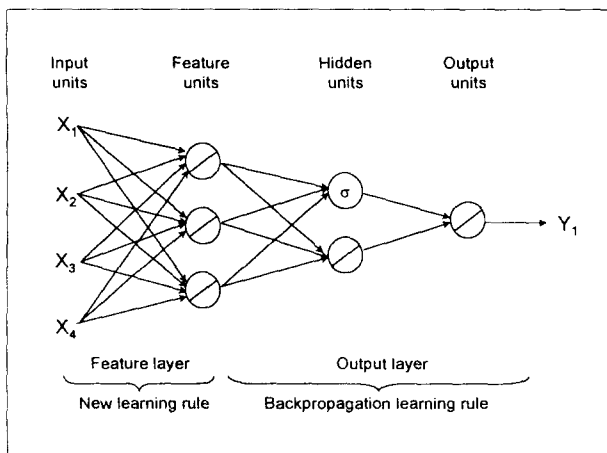 Input units
Feature units
Hidden units
Output units
X1
X2
X3
X4
σ
Y1
Feature layer
New learning rule
Output layer
Backpropagation learning rule